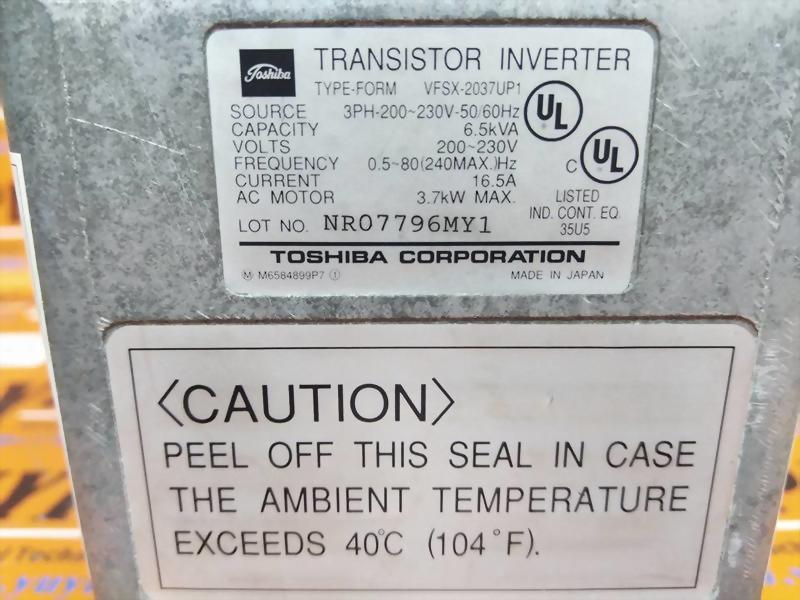 Toshiba
TRANSISTOR INVERTER
TYPE-FORM VFSX-2037UP1
SOURCE 3PH-200~230V-50/60Hz
CAPACITY 6.5kVA
VOLTS 200~230V
FREQUENCY 0.5~80(240MAX.)Hz
CURRENT 16.5A
AC MOTOR 3.7kW MAX.
UL
C UL
LISTED
IND. CONT. EQ.
35U5
LOT NO. NR07796MY1
TOSHIBA CORPORATION
Ⓜ M6584899P7 ①
MADE IN JAPAN
〈CAUTION〉
PEEL OFF THIS SEAL IN CASE
THE AMBIENT TEMPERATURE
EXCEEDS 40℃ (104°F).